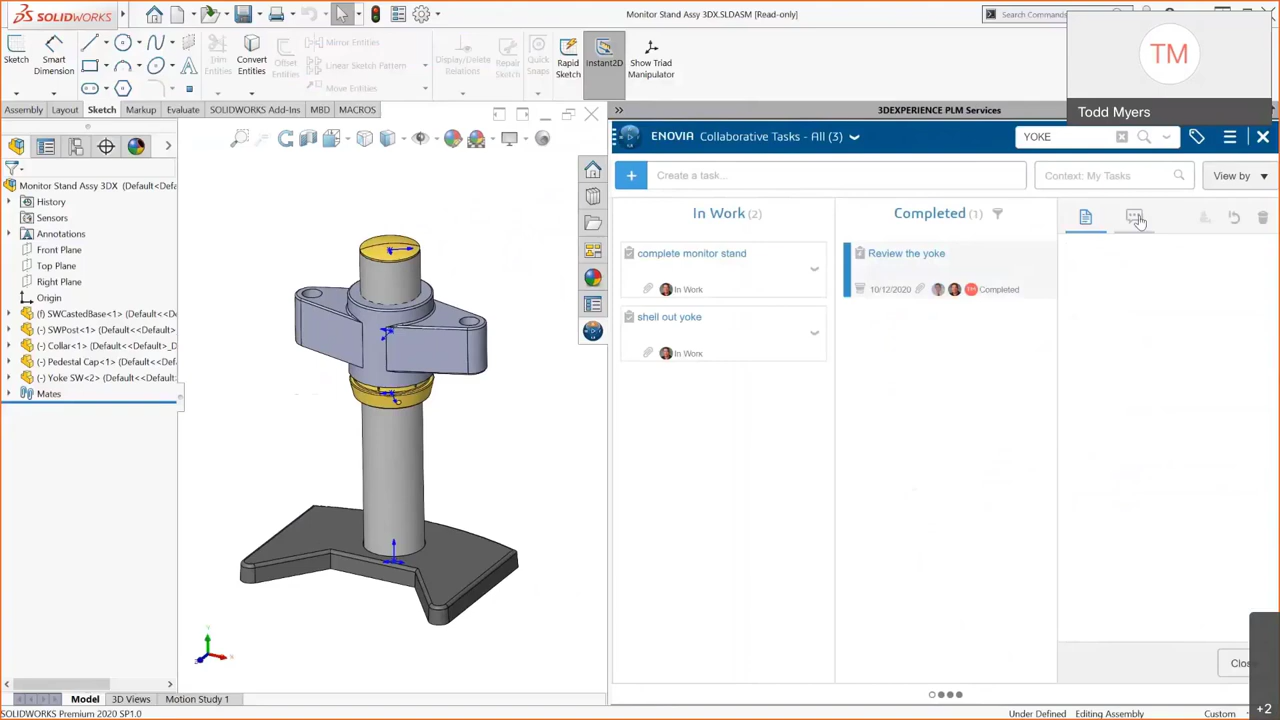 SOLIDWORKS
Monitor Stand Assy 3DX.SLDASM [Read-only]
Search Commands
TM
Todd Myers
Sketch
Smart Dimension
Trim Entities
Convert Entities
Offset Entities
Mirror Entities
Linear Sketch Pattern
Move Entities
Display/Delete Relations
Repair Sketch
Quick Snaps
Rapid Sketch
Instant2D
Show Triad Manipulator
Assembly
Layout
Sketch
Markup
Evaluate
SOLIDWORKS Add-Ins
MBD
MACROS
3DEXPERIENCE PLM Services
ENOVIA Collaborative Tasks - All (3)
YOKE
Create a task...
Context: My Tasks
View by
Monitor Stand Assy 3DX (Default<<Defau
History
Sensors
Annotations
Front Plane
Top Plane
Right Plane
Origin
(f) SWCastedBase<1> (Default<<
(-) SWPost<1> (Default<<Default
(-) Collar<1> (Default<<Default>_D
(-) Pedestal Cap<1> (Default<<Def
(-) Yoke SW<2> (Default<<Default
Mates
In Work (2)
complete monitor stand
In Work
shell out yoke
In Work
Completed (1)
Review the yoke
10/12/2020
TM
Completed
Model
3D Views
Motion Study 1
SOLIDWORKS Premium 2020 SP1.0
Under Defined
Editing Assembly
Custom
+2